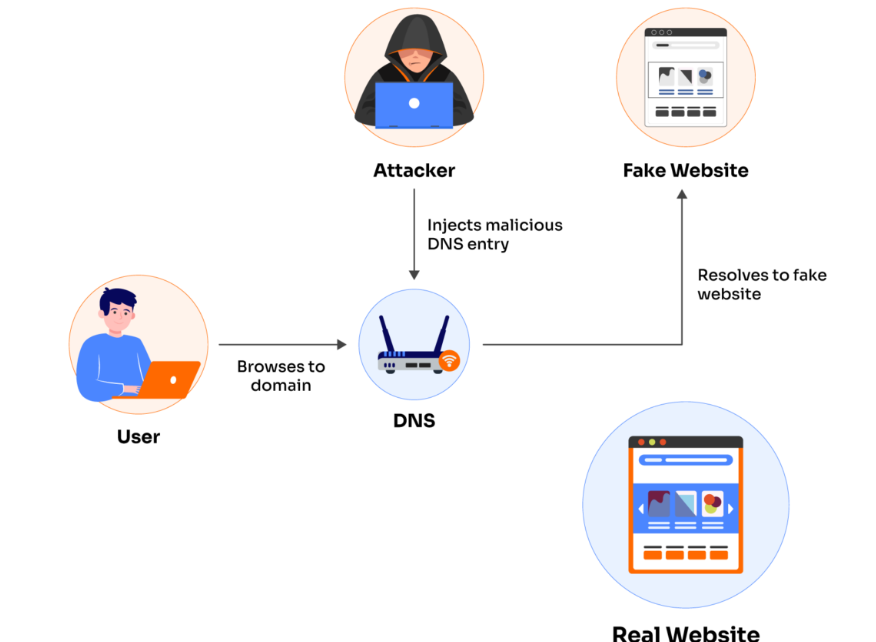 Attacker
Fake Website
Injects malicious
DNS entry
Resolves to fake
website
Browses to
domain
DNS
User
Real Website